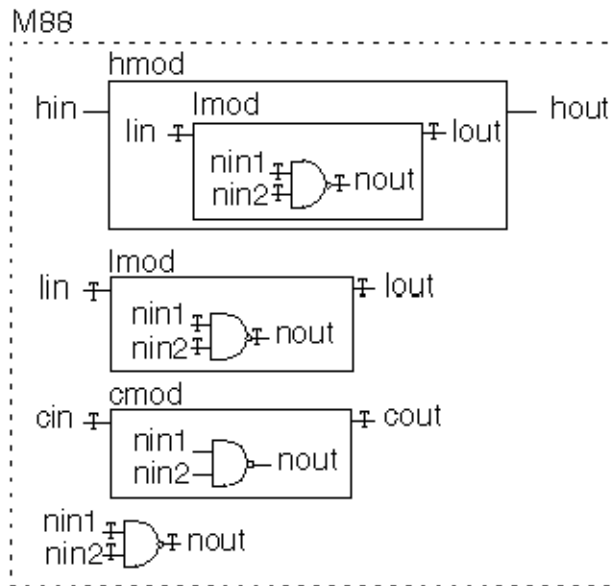 M88
hmod
hin
hout
lmod
lin
lout
nin1
nin2
nout
lmod
lin
lout
nin1
nin2
nout
cmod
cin
cout
nin1
nin2
nout
nin1
nin2
nout